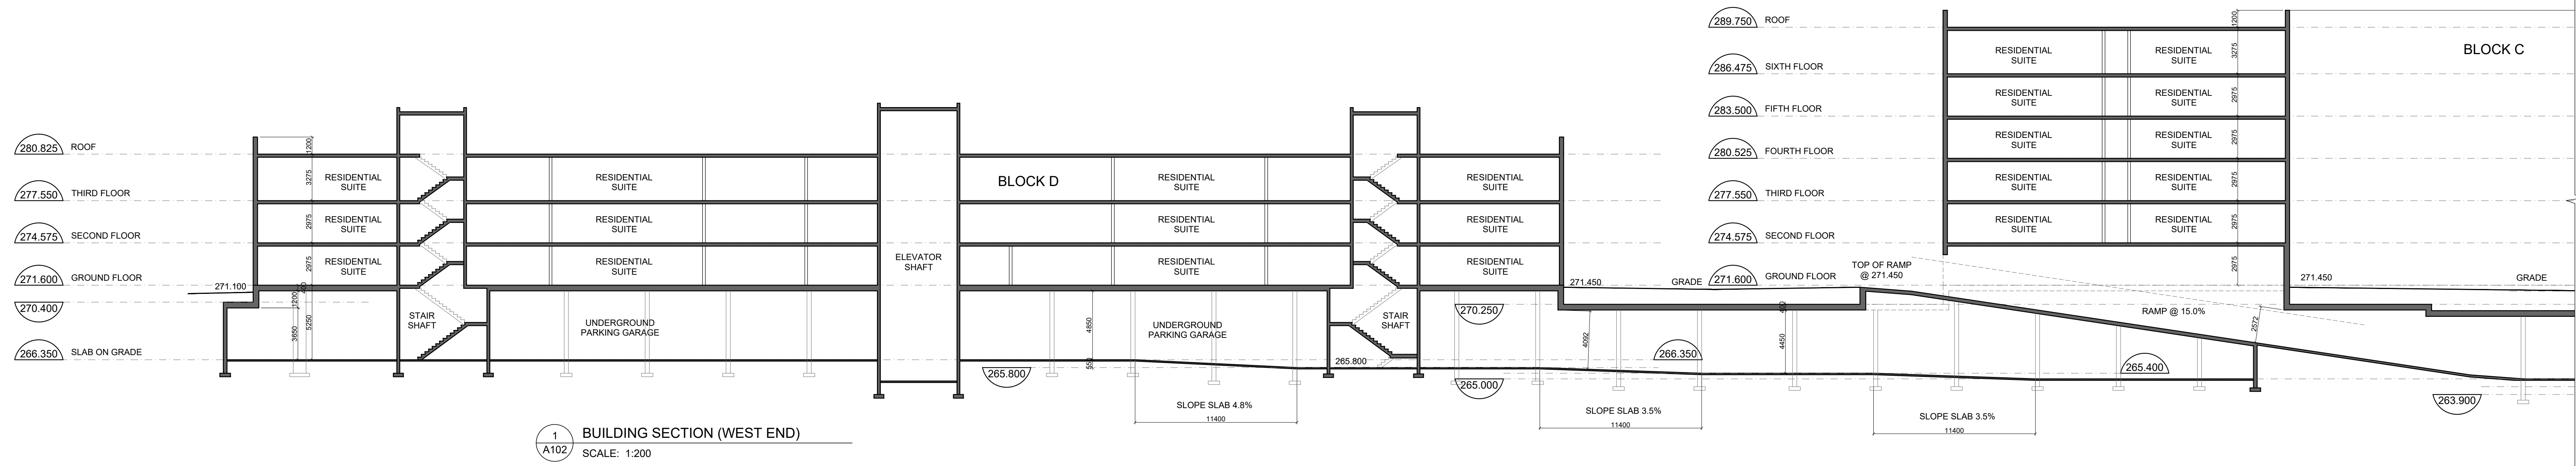 280.825 ROOF
277.550 THIRD FLOOR
274.575 SECOND FLOOR
271.600 GROUND FLOOR
270.400
266.350 SLAB ON GRADE
271.100
1200
3275
2975
2975
400
1200
5250
3650
RESIDENTIAL
SUITE
RESIDENTIAL
SUITE
RESIDENTIAL
SUITE
STAIR
SHAFT
RESIDENTIAL
SUITE
RESIDENTIAL
SUITE
RESIDENTIAL
SUITE
UNDERGROUND
PARKING GARAGE
ELEVATOR
SHAFT
BLOCK D
RESIDENTIAL
SUITE
RESIDENTIAL
SUITE
RESIDENTIAL
SUITE
4850
UNDERGROUND
PARKING GARAGE
550
265.800
SLOPE SLAB 4.8%
11400
STAIR
SHAFT
265.800
RESIDENTIAL
SUITE
RESIDENTIAL
SUITE
RESIDENTIAL
SUITE
270.250
265.000
271.450
GRADE
4092
266.350
400
4450
SLOPE SLAB 3.5%
11400
289.750 ROOF
286.475 SIXTH FLOOR
283.500 FIFTH FLOOR
280.525 FOURTH FLOOR
277.550 THIRD FLOOR
274.575 SECOND FLOOR
271.600 GROUND FLOOR
TOP OF RAMP
@ 271.450
RESIDENTIAL
SUITE
RESIDENTIAL
SUITE
RESIDENTIAL
SUITE
RESIDENTIAL
SUITE
RESIDENTIAL
SUITE
RESIDENTIAL
SUITE
RESIDENTIAL
SUITE
RESIDENTIAL
SUITE
RESIDENTIAL
SUITE
RESIDENTIAL
SUITE
1200
3275
2975
2975
2975
2975
2975
BLOCK C
271.450
GRADE
RAMP @ 15.0%
2572
265.400
263.900
SLOPE SLAB 3.5%
11400
1
A102
BUILDING SECTION (WEST END)
SCALE: 1:200